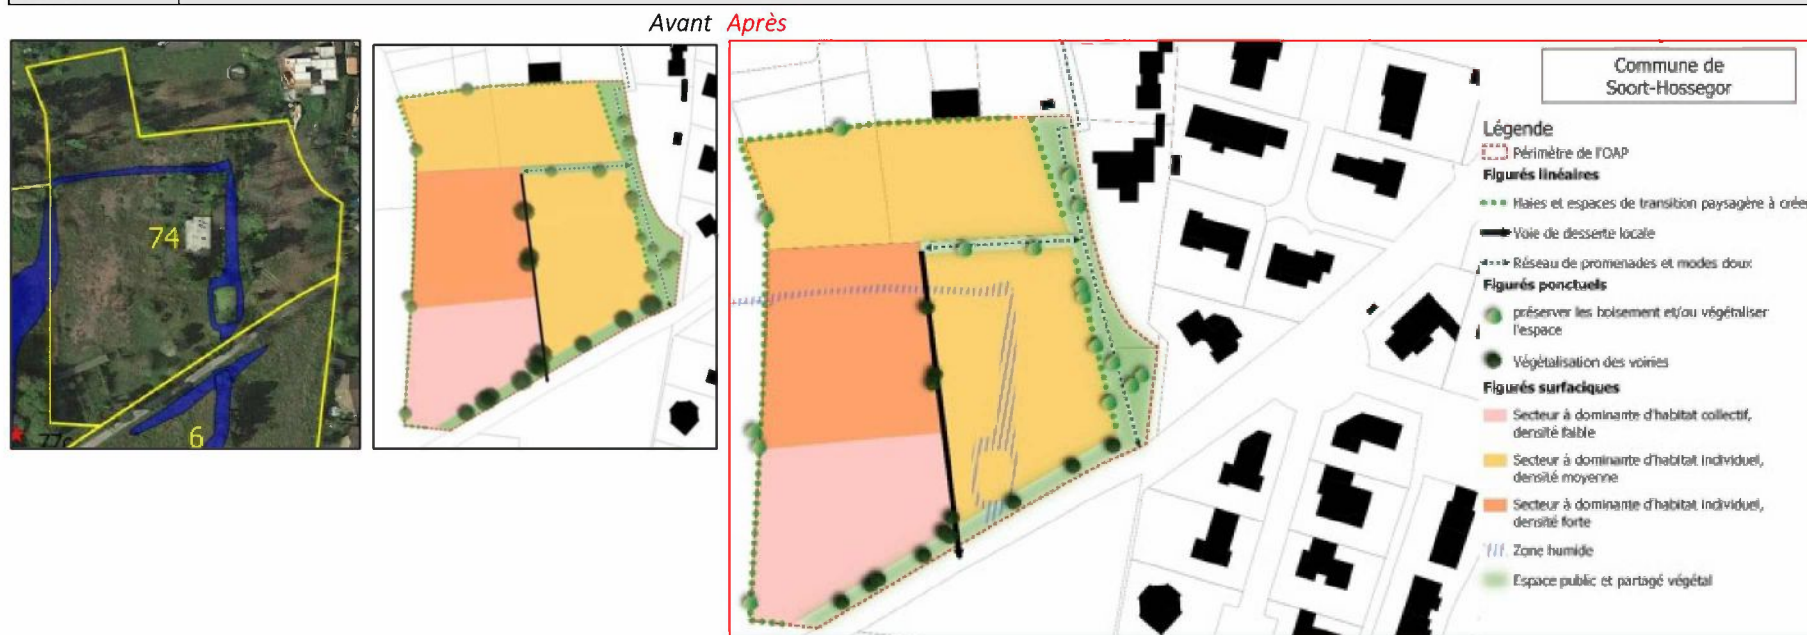 Avant Après
74
77c
77c
6
Commune de
Soort-Hossegor
Légende
Périmètre de l'OAP
Figurés linéaires
Haies et espaces de transition paysagère à créer
Voie de desserte locale
Réseau de promenades et modes doux
Figurés ponctuels
préserver les boisement et/ou végétaliser
l'espace
Végétalisation des voiries
Figurés surfaciques
Secteur à dominante d'habitat collectif,
densité faible
Secteur à dominante d'habitat individuel,
densité moyenne
Secteur à dominante d'habitat individuel,
densité forte
Zone humide
Espace public et partagé végétal